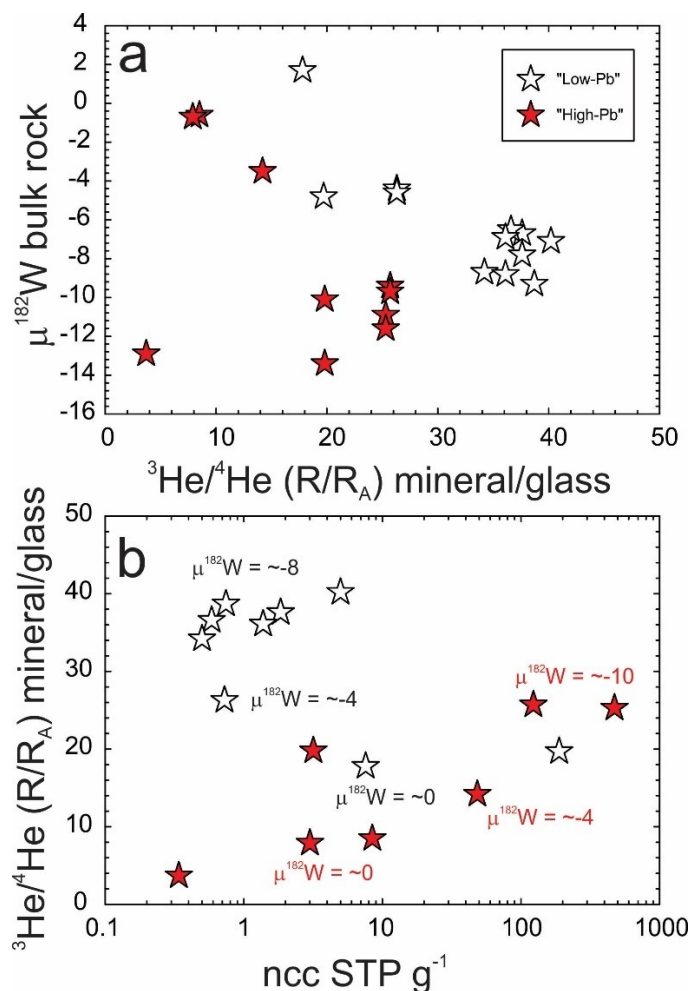 a
4
2
0
-2
-4
-6
-8
-10
-12
-14
-16
μ¹⁸²W bulk rock
"Low-Pb"
"High-Pb"
0 10 20 30 40 50
³He/⁴He (R/R_A) mineral/glass
b
50
40
30
20
10
0
³He/⁴He (R/R_A) mineral/glass
μ¹⁸²W = ~-8
μ¹⁸²W = ~-10
μ¹⁸²W = ~-4
μ¹⁸²W = ~0
μ¹⁸²W = ~-4
μ¹⁸²W = ~0
0.1 1 10 100 1000
ncc STP g⁻¹